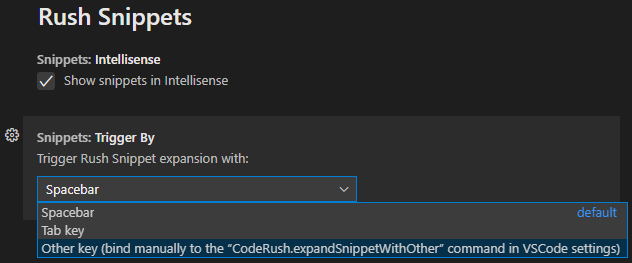 Rush Snippets
Snippets: Intellisense
Show snippets in Intellisense
Snippets: Trigger By
Trigger Rush Snippet expansion with:
Spacebar
Spacebar default
Tab key
Other key (bind manually to the “CodeRush.expandSnippetWithOther” command in VSCode settings)